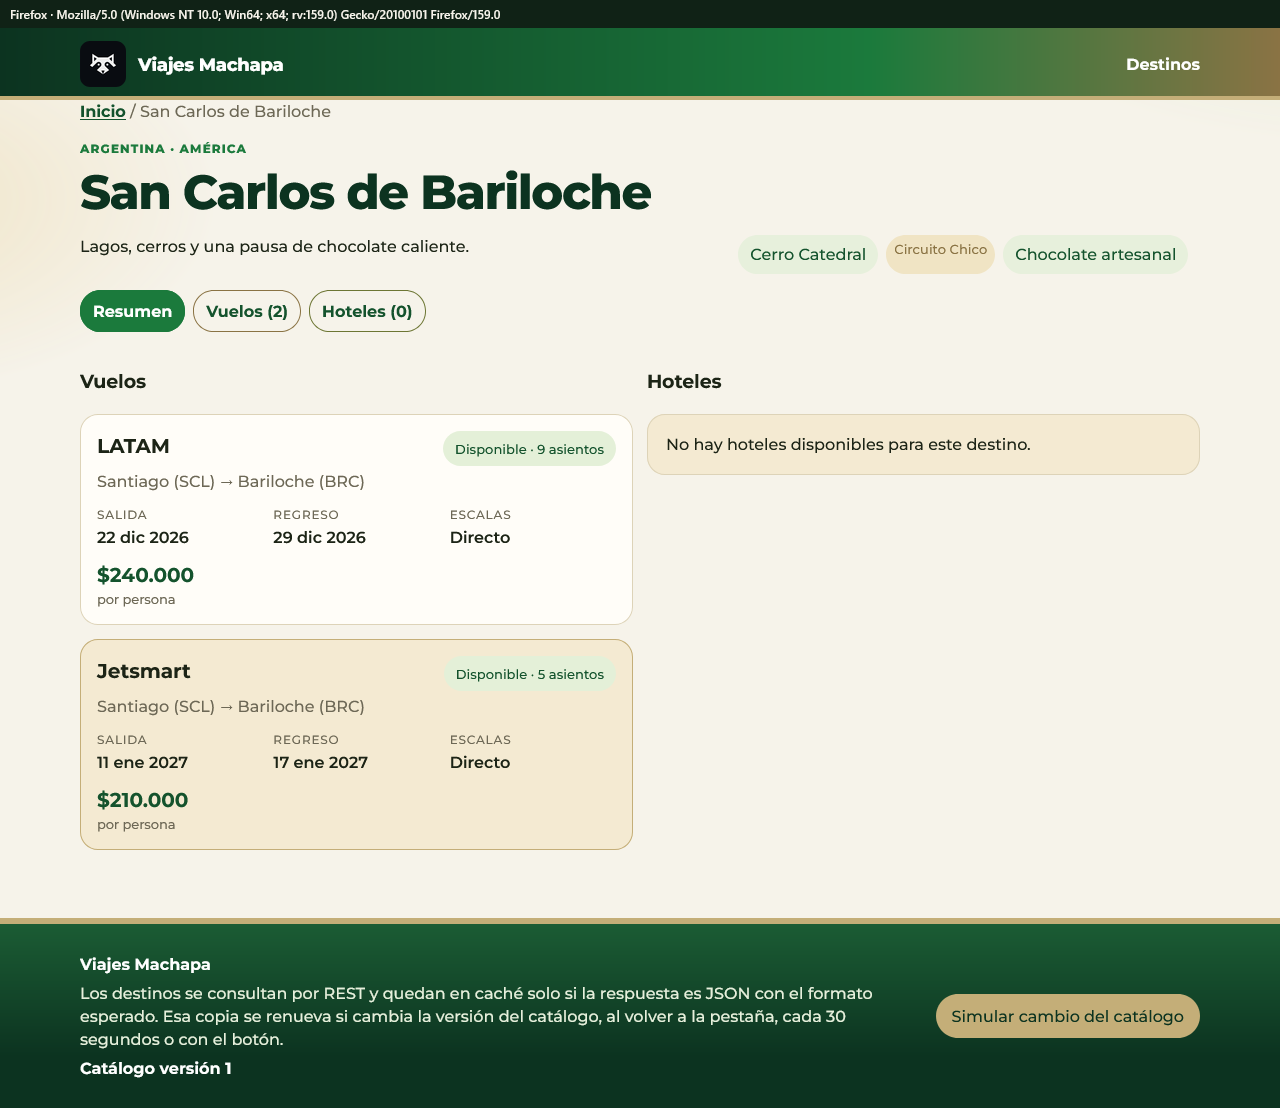 Firefox · Mozilla/5.0 (Windows NT 10.0; Win64; x64; rv:159.0) Gecko/20100101 Firefox/159.0
Viajes Machapa
Destinos
Inicio / San Carlos de Bariloche
ARGENTINA · AMÉRICA
San Carlos de Bariloche
Lagos, cerros y una pausa de chocolate caliente.
Cerro Catedral
Circuito Chico
Chocolate artesanal
Resumen
Vuelos (2)
Hoteles (0)
Vuelos
LATAM
Disponible · 9 asientos
Santiago (SCL) → Bariloche (BRC)
SALIDA REGRESO ESCALAS
22 dic 2026 29 dic 2026 Directo
$240.000
por persona
Jetsmart
Disponible · 5 asientos
Santiago (SCL) → Bariloche (BRC)
SALIDA REGRESO ESCALAS
11 ene 2027 17 ene 2027 Directo
$210.000
por persona
Hoteles
No hay hoteles disponibles para este destino.
Viajes Machapa
Los destinos se consultan por REST y quedan en caché solo si la respuesta es JSON con el formato
esperado. Esa copia se renueva si cambia la versión del catálogo, al volver a la pestaña, cada 30
segundos o con el botón.
Catálogo versión 1
Simular cambio del catálogo